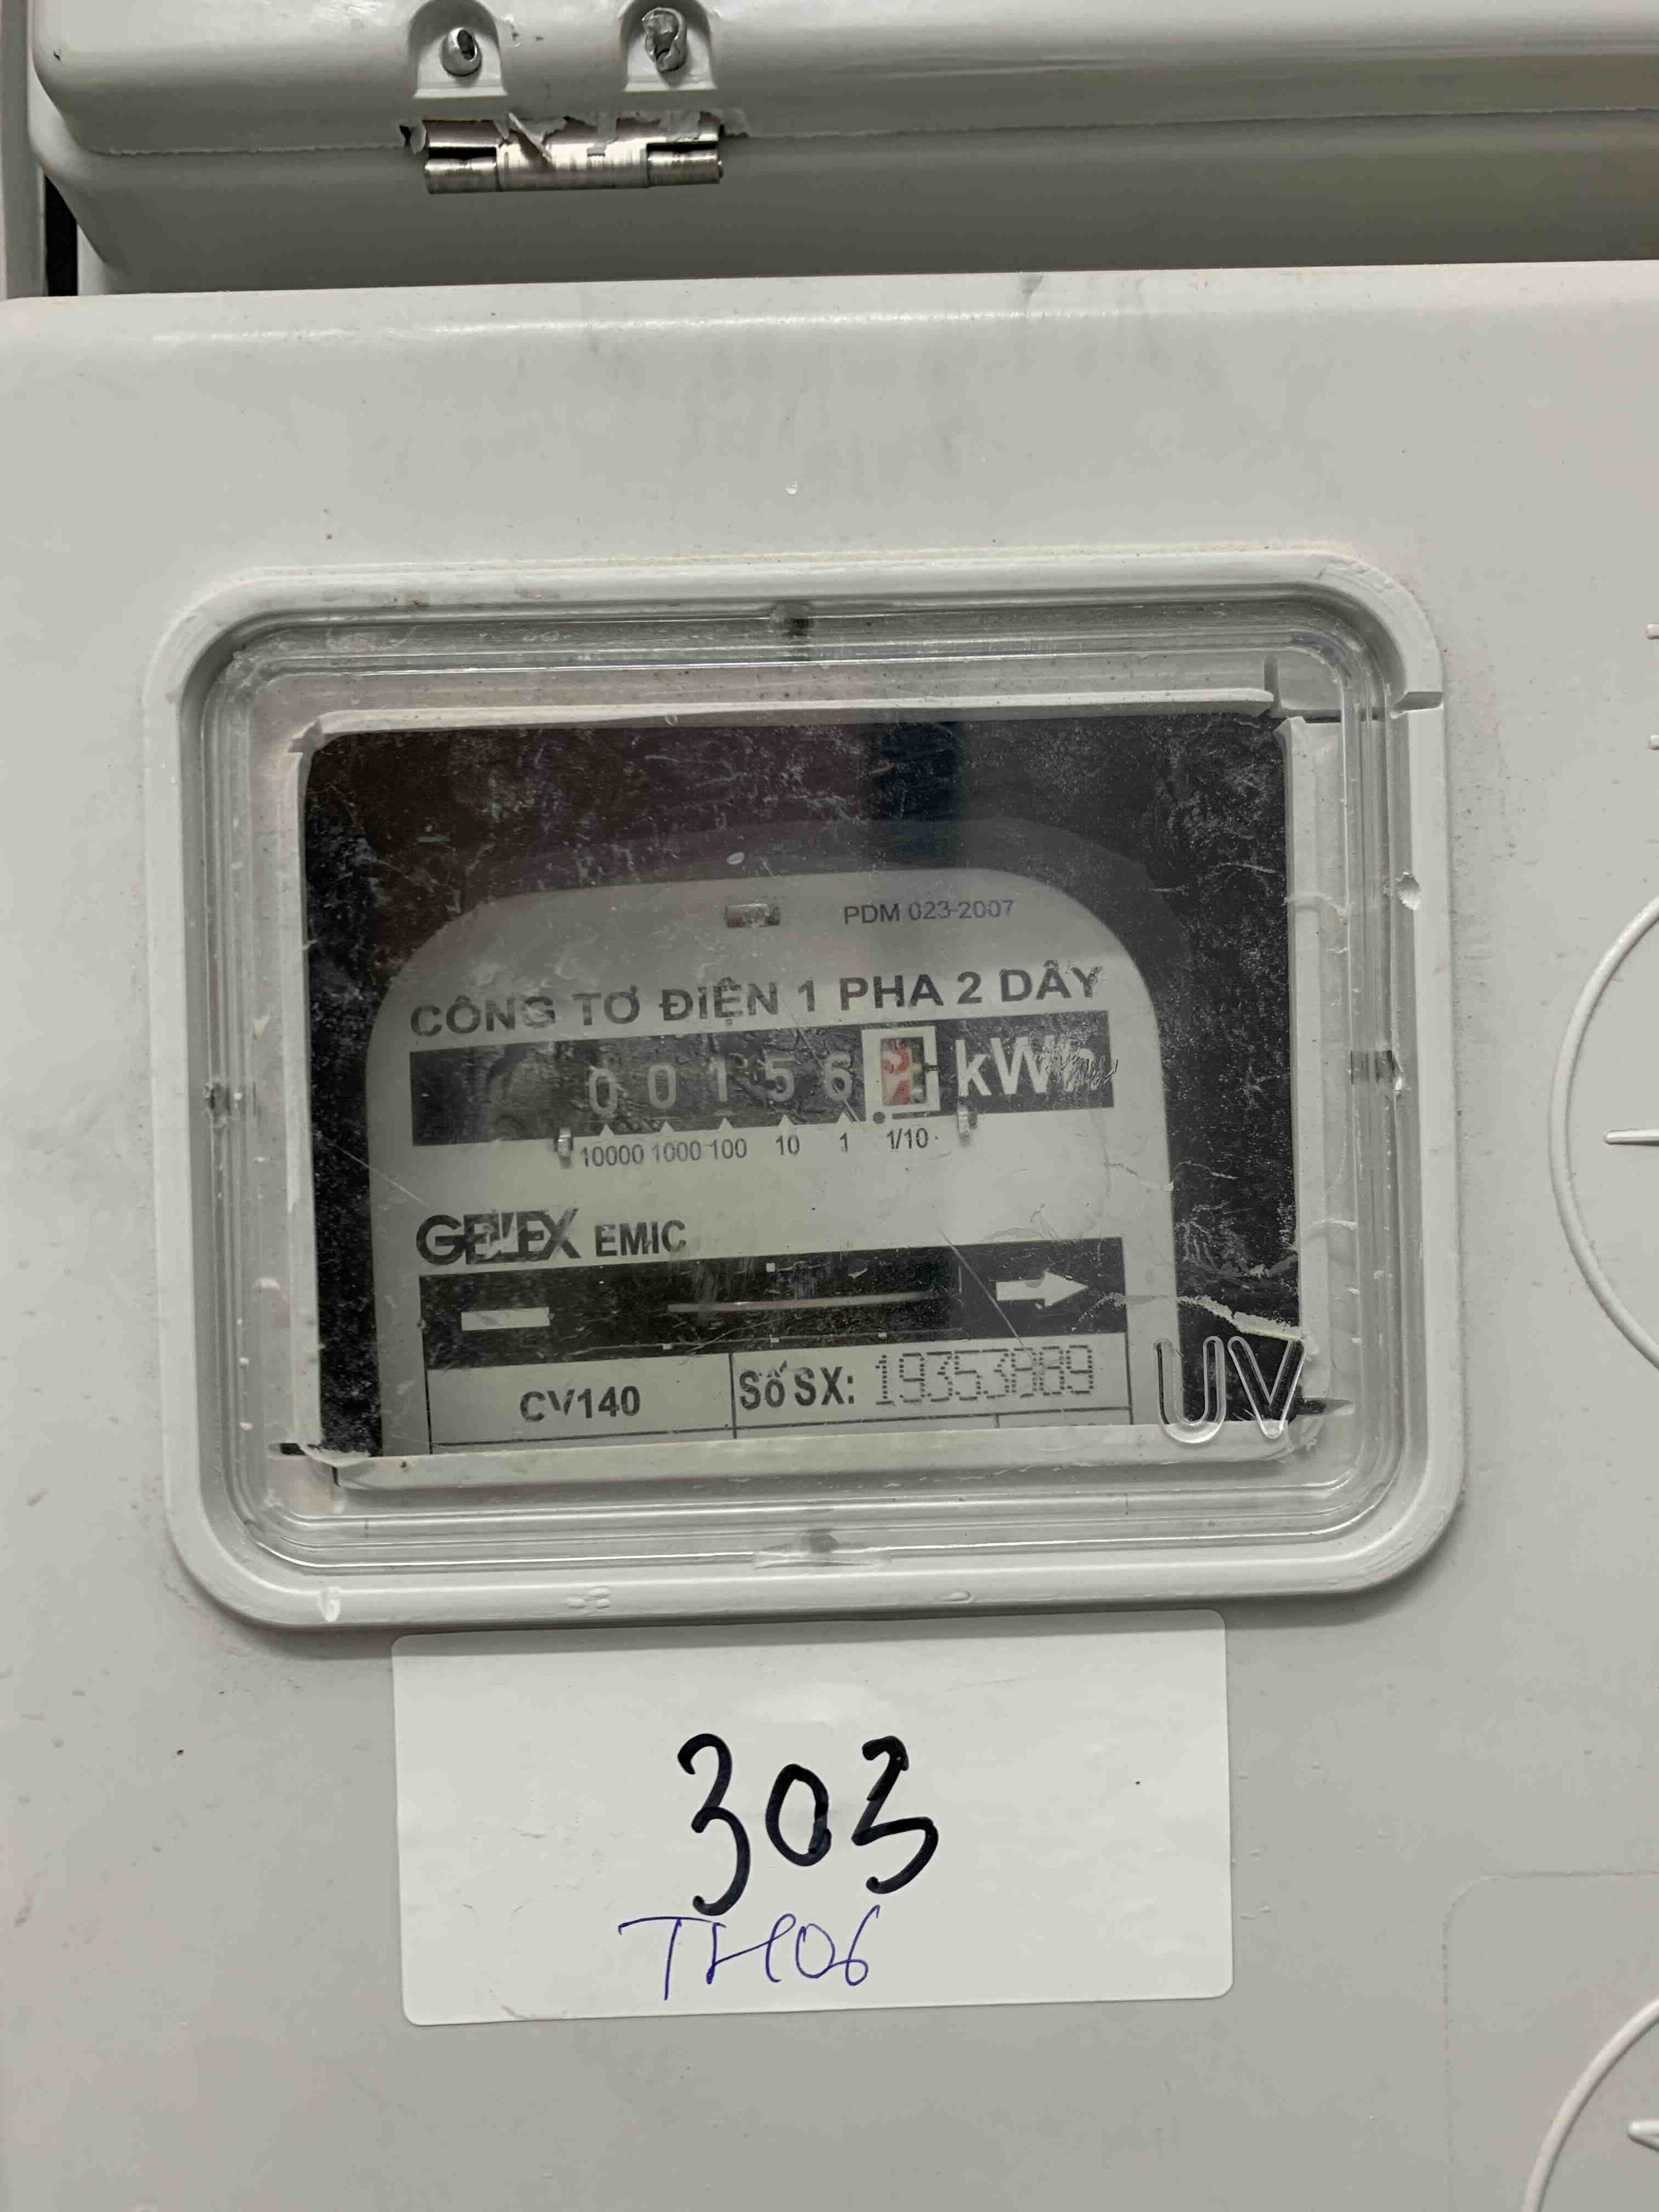 PDM 023-2007
CÔNG TƠ ĐIỆN 1 PHA 2 DÂY
0 0 1 5 6 kWh
10000 1000 100 10 1 1/10
GELEX EMIC
CV140 Số SX: 19353889
UV
303
TH06